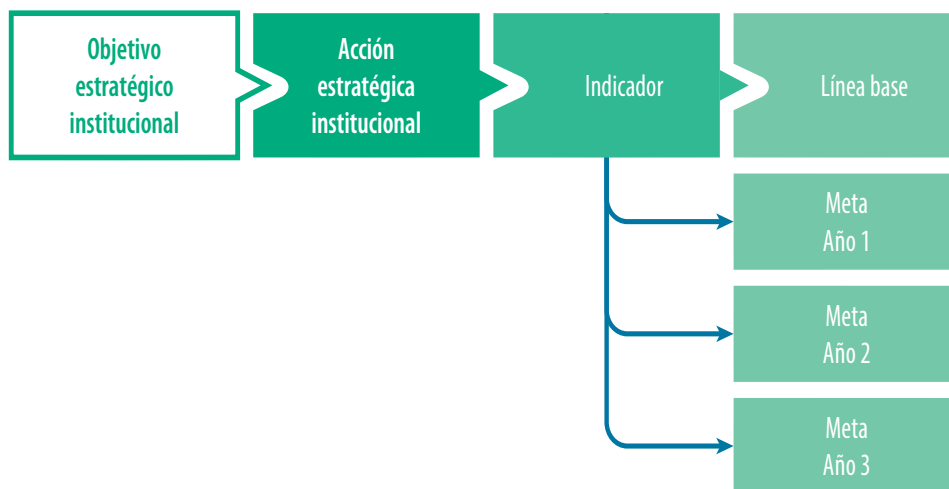 Objetivo
estratégico
institucional
Acción
estratégica
institucional
Indicador
Línea base
Meta
Año 1
Meta
Año 2
Meta
Año 3